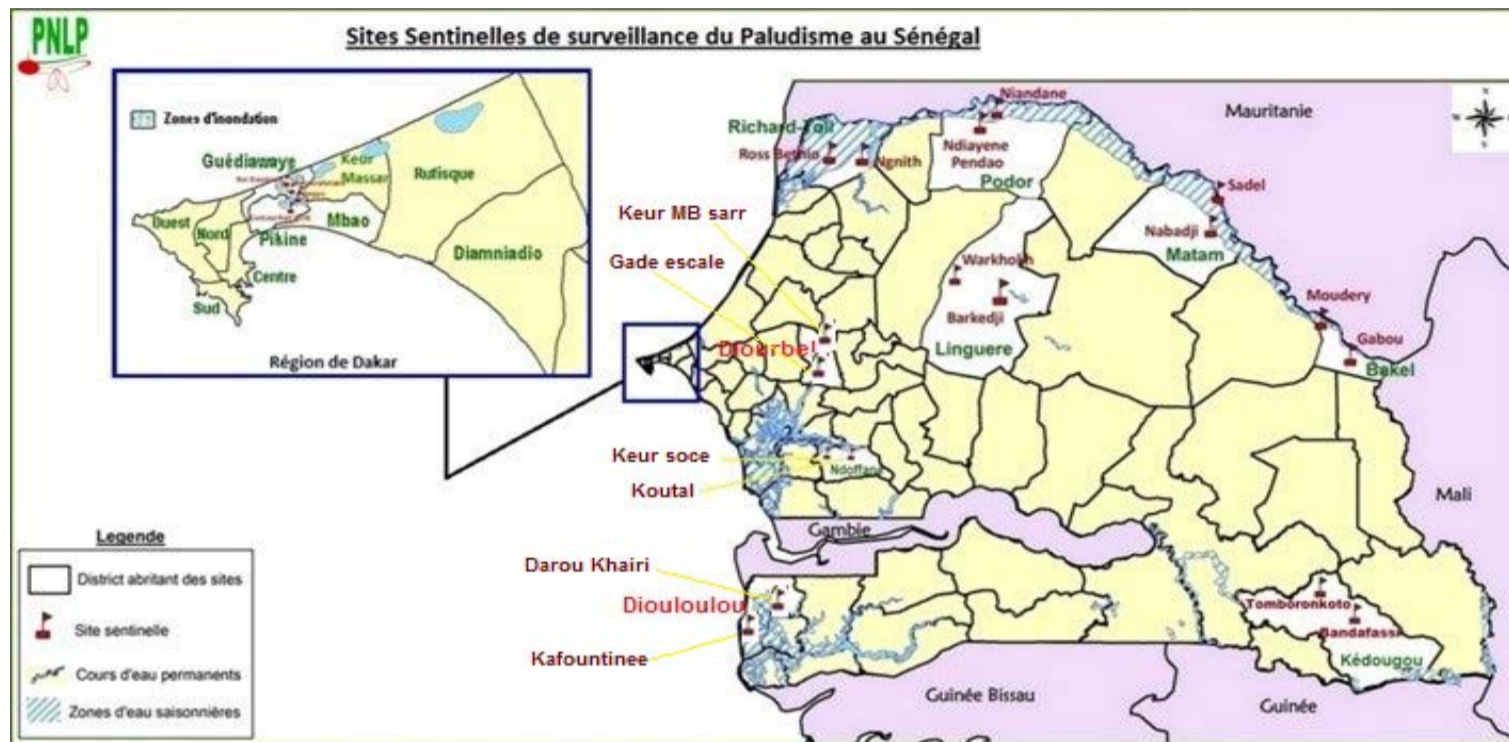 PNLP
Sites Sentinelles de surveillance du Paludisme au Sénégal
Zones d'inondation
Guédiawaye
Keur
Massar
Rufisque
Ouest
Nord
Pikine
Mbao
Diamniadio
Centre
Sud
Région de Dakar
Mauritanie
Niandane
Richard-Toll
Ross Bethio
Ngnith
Ndiayene
Pendao
Podor
Sadel
Nabadji
Matam
Keur MB sarr
Gade escale
Warkhokh
Barkedji
Linguere
Moudery
Gabou
Bakel
Diourbel
Keur soce
Ndoffane
Koutal
Mali
Gambie
Darou Khairi
Diouloulou
Kafountinee
Tomboronkoto
Bandafassi
Kédougou
Guinée Bissau
Guinée
Legende
District abritant des sites
Site sentinelle
Cours d'eau permanents
Zones d'eau saisonnières